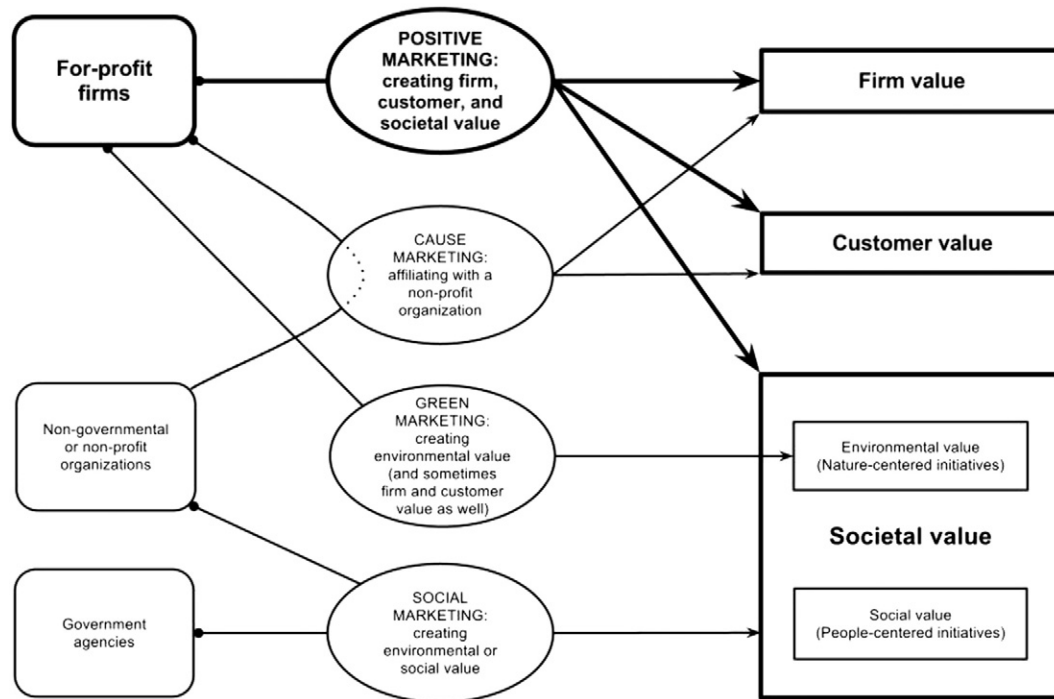 For-profit
firms
POSITIVE
MARKETING:
creating firm,
customer, and
societal value
Firm value
CAUSE
MARKETING:
affiliating with a
non-profit
organization
Customer value
Non-governmental
or non-profit
organizations
GREEN
MARKETING:
creating
environmental value
(and sometimes
firm and customer
value as well)
Environmental value
(Nature-centered initiatives)
Societal value
Government
agencies
SOCIAL
MARKETING:
creating
environmental or
social value
Social value
(People-centered initiatives)